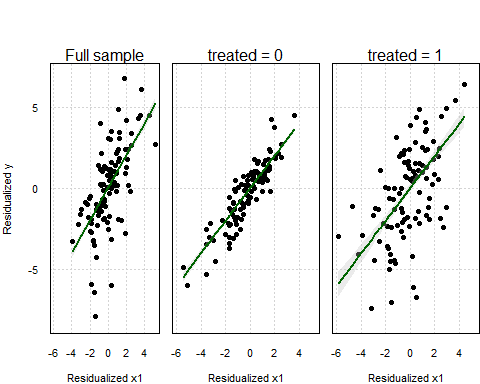 Full sample
treated = 0
treated = 1
Residualized y
5
0
-5
-6 -4 -2 0 2 4
-6 -4 -2 0 2 4
-6 -4 -2 0 2 4
Residualized x1
Residualized x1
Residualized x1